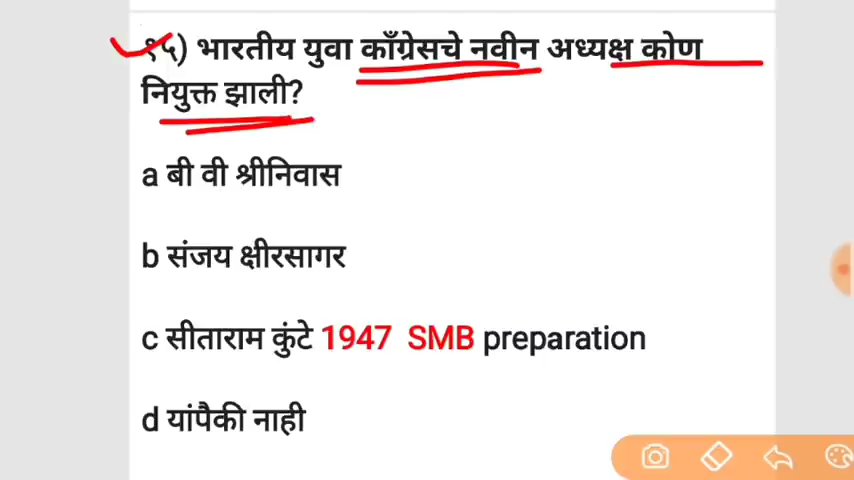 १५) भारतीय युवा काँग्रेसचे नवीन अध्यक्ष कोण
नियुक्त झाली?
a बी वी श्रीनिवास
b संजय क्षीरसागर
c सीताराम कुंटे 1947 SMB preparation
d यांपैकी नाही